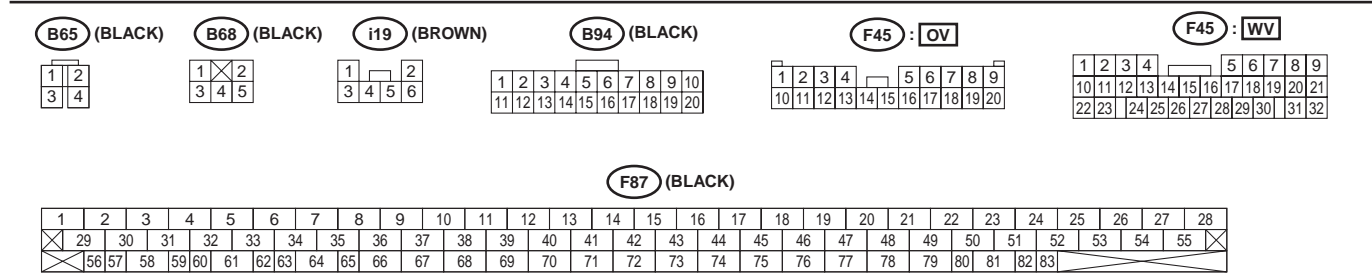 B65 (BLACK) B68 (BLACK) i19 (BROWN) B94 (BLACK) F45 : OV F45 : WV
1 2
3 4
1 2
3 4 5
1 2
3 4 5 6
1 2 3 4 5 6 7 8 9 10
11 12 13 14 15 16 17 18 19 20
1 2 3 4 5 6 7 8 9
10 11 12 13 14 15 16 17 18 19 20
1 2 3 4 5 6 7 8 9
10 11 12 13 14 15 16 17 18 19 20 21
22 23 24 25 26 27 28 29 30 31 32
F87 (BLACK)
1 2 3 4 5 6 7 8 9 10 11 12 13 14 15 16 17 18 19 20 21 22 23 24 25 26 27 28
29 30 31 32 33 34 35 36 37 38 39 40 41 42 43 44 45 46 47 48 49 50 51 52 53 54 55
56 57 58 59 60 61 62 63 64 65 66 67 68 69 70 71 72 73 74 75 76 77 78 79 80 81 82 83